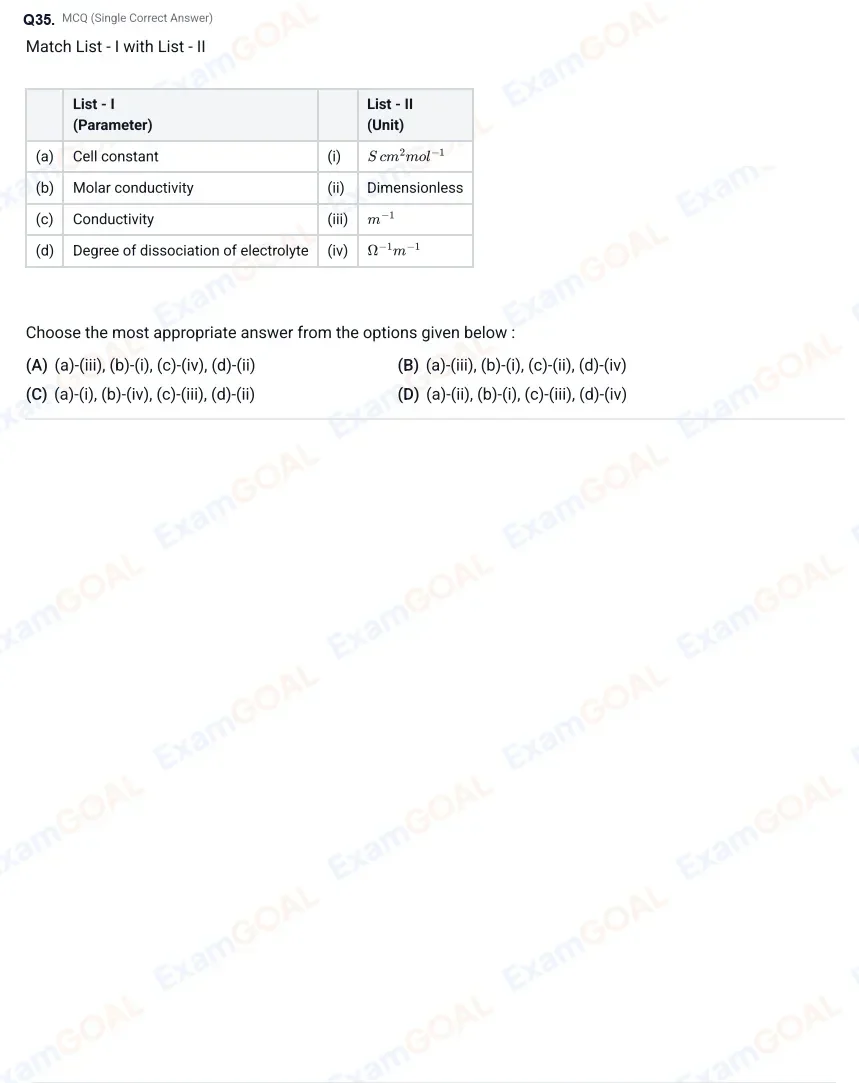 Q35. MCQ (Single Correct Answer)
Match List - I with List - II
List - I
(Parameter)
List - II
(Unit)
(a) Cell constant (i) S cm²mol⁻¹
(b) Molar conductivity (ii) Dimensionless
(c) Conductivity (iii) m⁻¹
(d) Degree of dissociation of electrolyte (iv) Ω⁻¹m⁻¹
Choose the most appropriate answer from the options given below :
(A) (a)-(iii), (b)-(i), (c)-(iv), (d)-(ii) (B) (a)-(iii), (b)-(i), (c)-(ii), (d)-(iv)
(C) (a)-(i), (b)-(iv), (c)-(iii), (d)-(ii) (D) (a)-(ii), (b)-(i), (c)-(iii), (d)-(iv)
ExamGOAL